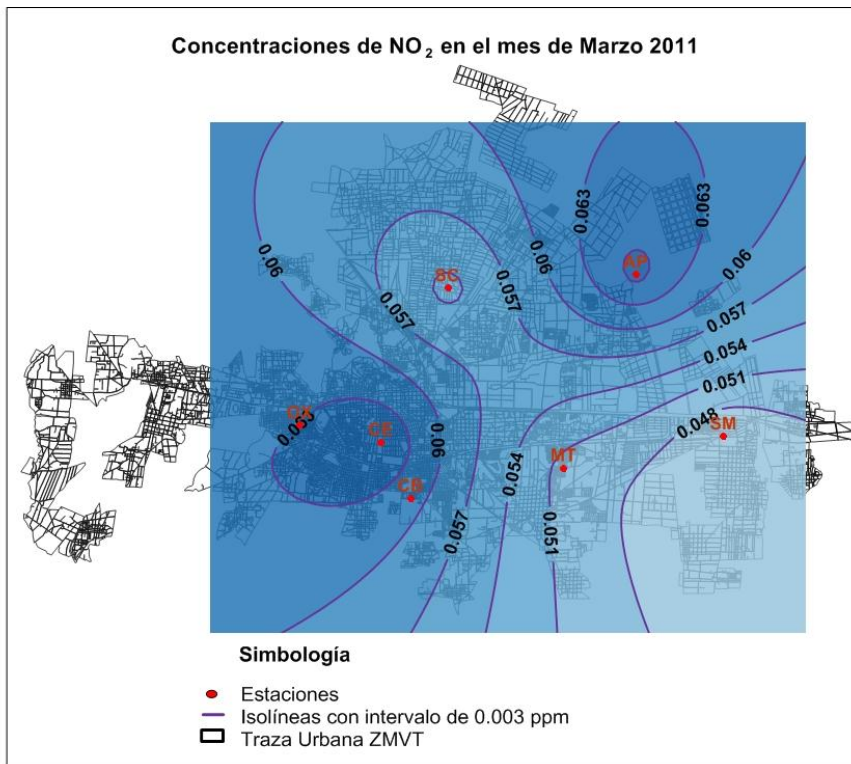 Concentraciones de NO₂ en el mes de Marzo 2011
0.063
0.063
AP
0.06
0.06
0.06
SC
0.057
0.057
0.057
0.054
0.051
0.048
SM
OX
CE
0.06
MT
0.054
CB
0.057
0.051
Simbología
Estaciones
Isolíneas con intervalo de 0.003 ppm
Traza Urbana ZMVT